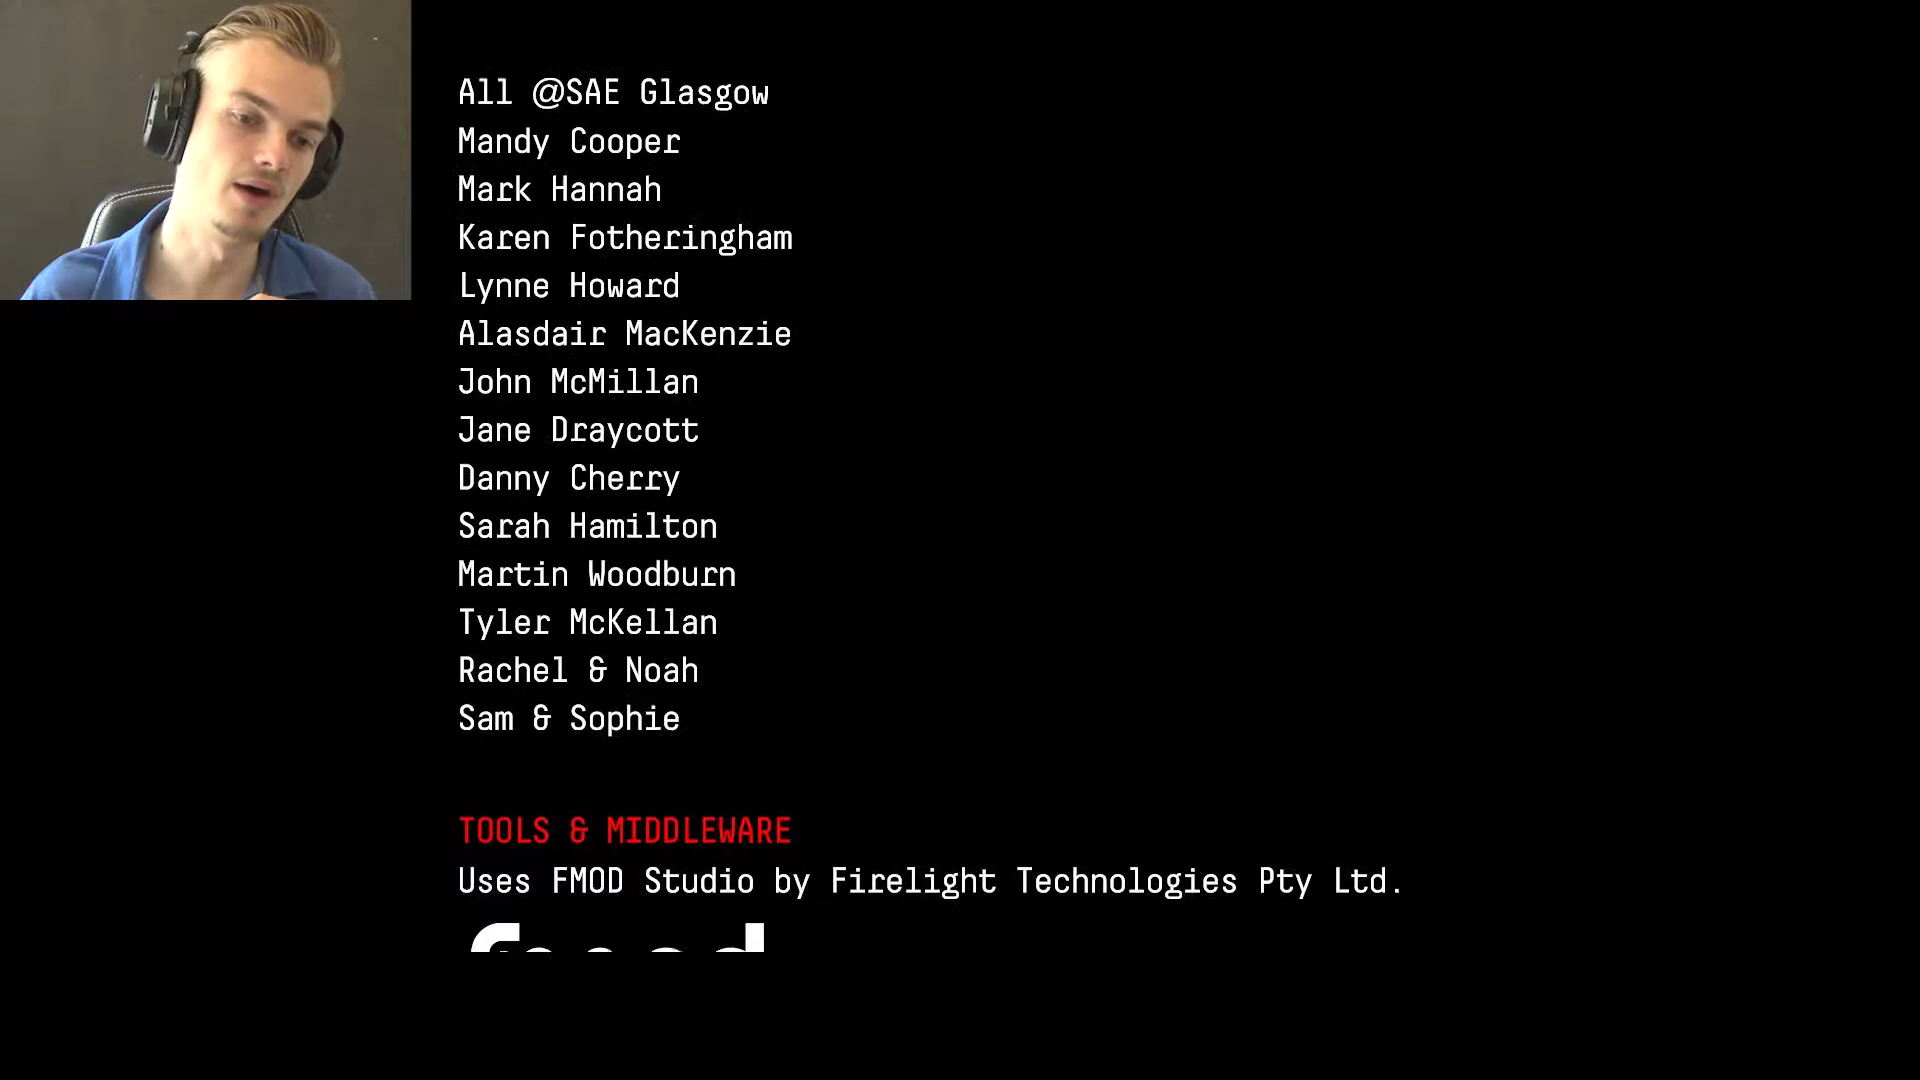 All @SAE Glasgow
Mandy Cooper
Mark Hannah
Karen Fotheringham
Lynne Howard
Alasdair MacKenzie
John McMillan
Jane Draycott
Danny Cherry
Sarah Hamilton
Martin Woodburn
Tyler McKellan
Rachel & Noah
Sam & Sophie
TOOLS & MIDDLEWARE
Uses FMOD Studio by Firelight Technologies Pty Ltd.